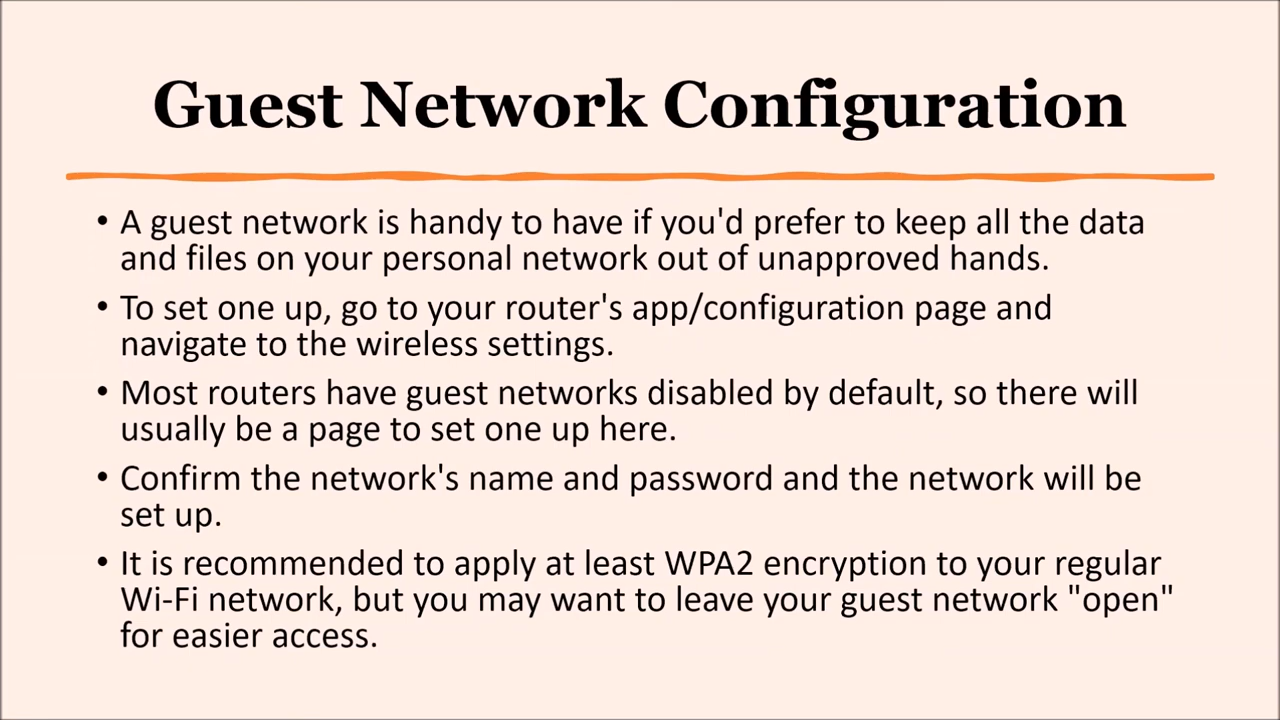 Guest Network Configuration
• A guest network is handy to have if you'd prefer to keep all the data
and files on your personal network out of unapproved hands.
• To set one up, go to your router's app/configuration page and
navigate to the wireless settings.
• Most routers have guest networks disabled by default, so there will
usually be a page to set one up here.
• Confirm the network's name and password and the network will be
set up.
• It is recommended to apply at least WPA2 encryption to your regular
Wi-Fi network, but you may want to leave your guest network "open"
for easier access.